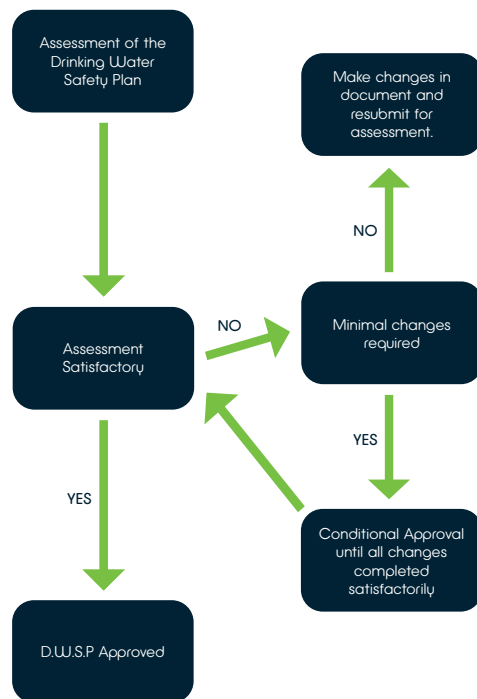 Assessment of the
Drinking Water
Safety Plan
Make changes in
document and
resubmit for
assessment.
NO
NO
Minimal changes
required
Assessment
Satisfactory
YES
YES
Conditional Approval
until all changes
completed
satisfactorily
D.W.S.P Approved